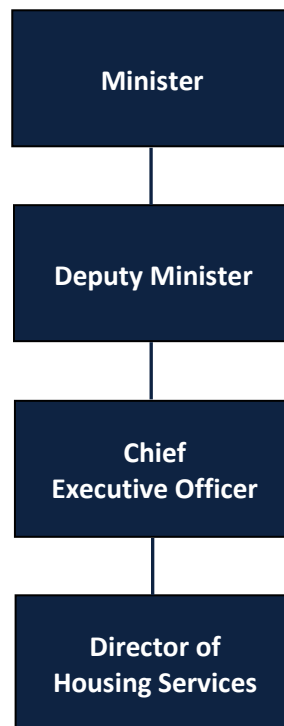 Minister
Deputy Minister
Chief
Executive Officer
Director of
Housing Services